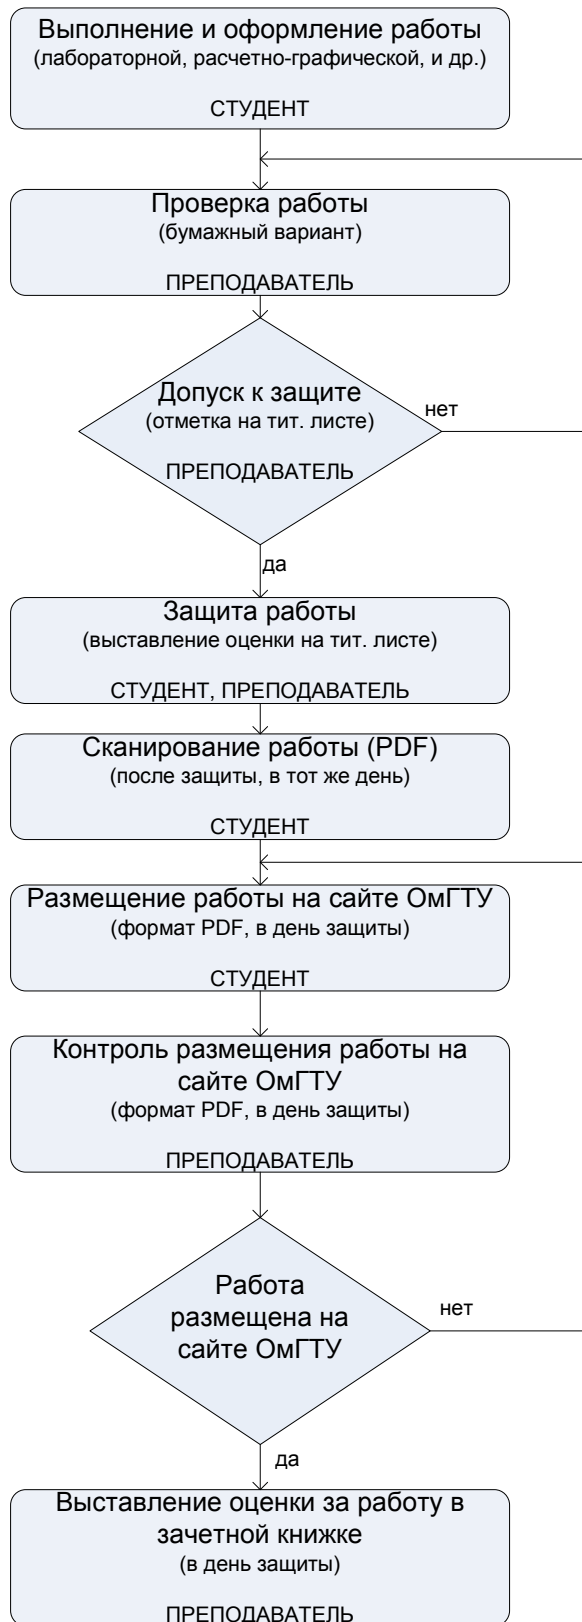 Выполнение и оформление работы
(лабораторной, расчетно-графической, и др.)
СТУДЕНТ
Проверка работы
(бумажный вариант)
ПРЕПОДАВАТЕЛЬ
Допуск к защите
(отметка на тит. листе)
ПРЕПОДАВАТЕЛЬ
нет
да
Защита работы
(выставление оценки на тит. листе)
СТУДЕНТ, ПРЕПОДАВАТЕЛЬ
Сканирование работы (PDF)
(после защиты, в тот же день)
СТУДЕНТ
Размещение работы на сайте ОмГТУ
(формат PDF, в день защиты)
СТУДЕНТ
Контроль размещения работы на
сайте ОмГТУ
(формат PDF, в день защиты)
ПРЕПОДАВАТЕЛЬ
Работа
размещена на
сайте ОмГТУ
нет
да
Выставление оценки за работу в
зачетной книжке
(в день защиты)
ПРЕПОДАВАТЕЛЬ